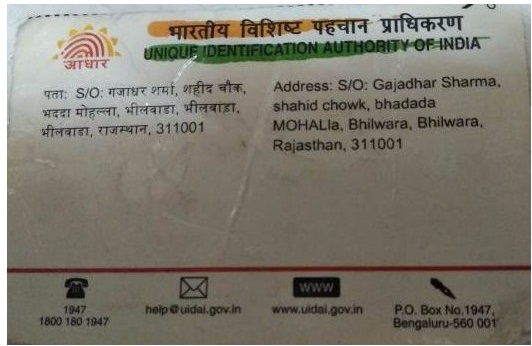 भारतीय विशिष्ट पहचान प्राधिकरण
UNIQUE IDENTIFICATION AUTHORITY OF INDIA
आधार
पता: S/O: गजाधर शर्मा, शहीद चौक,
भददा मोहल्ला, भीलवाडा, भीलवाडा,
भीलवाडा, राजस्थान, 311001
Address: S/O: Gajadhar Sharma,
shahid chowk, bhadada
MOHALla, Bhilwara, Bhilwara,
Rajasthan, 311001
1947
1800 180 1947
help@uidai.gov.in
www
www.uidai.gov.in
P.O. Box No.1947,
Bengaluru-560 001